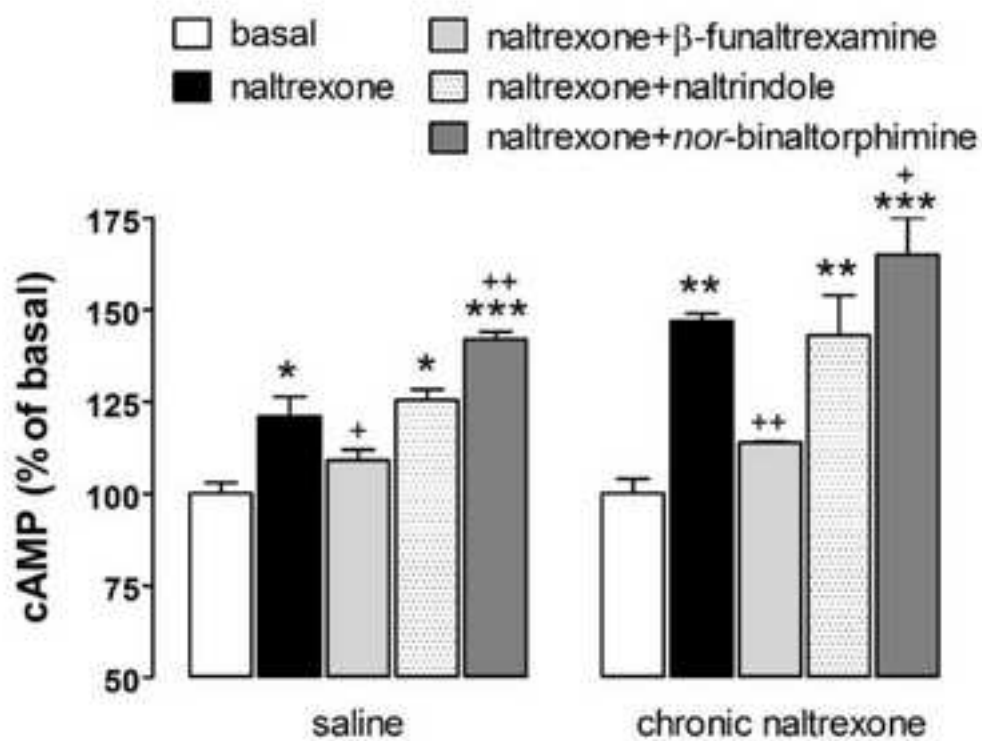 basal
naltrexone
naltrexone+β-funaltrexamine
naltrexone+naltrindole
naltrexone+nor-binaltorphimine
cAMP (% of basal)
175
150
125
100
75
50
*
+
*
++
***
**
++
**
+
***
saline
chronic naltrexone